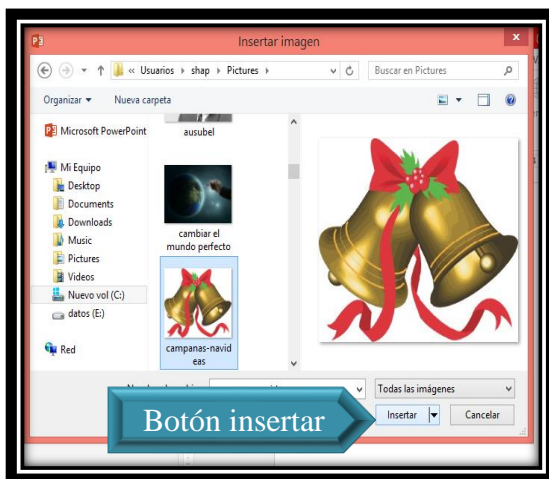 Insertar imagen
« Usuarios ▸ shap ▸ Pictures ▸
Buscar en Pictures
Organizar
Nueva carpeta
Microsoft PowerPoint
Mi Equipo
Desktop
Documents
Downloads
Music
Pictures
Videos
Nuevo vol (C:)
datos (E:)
Red
ausubel
cambiar el
mundo perfecto
campanas-navid
eas
Todas las imágenes
Insertar
Cancelar
Botón insertar